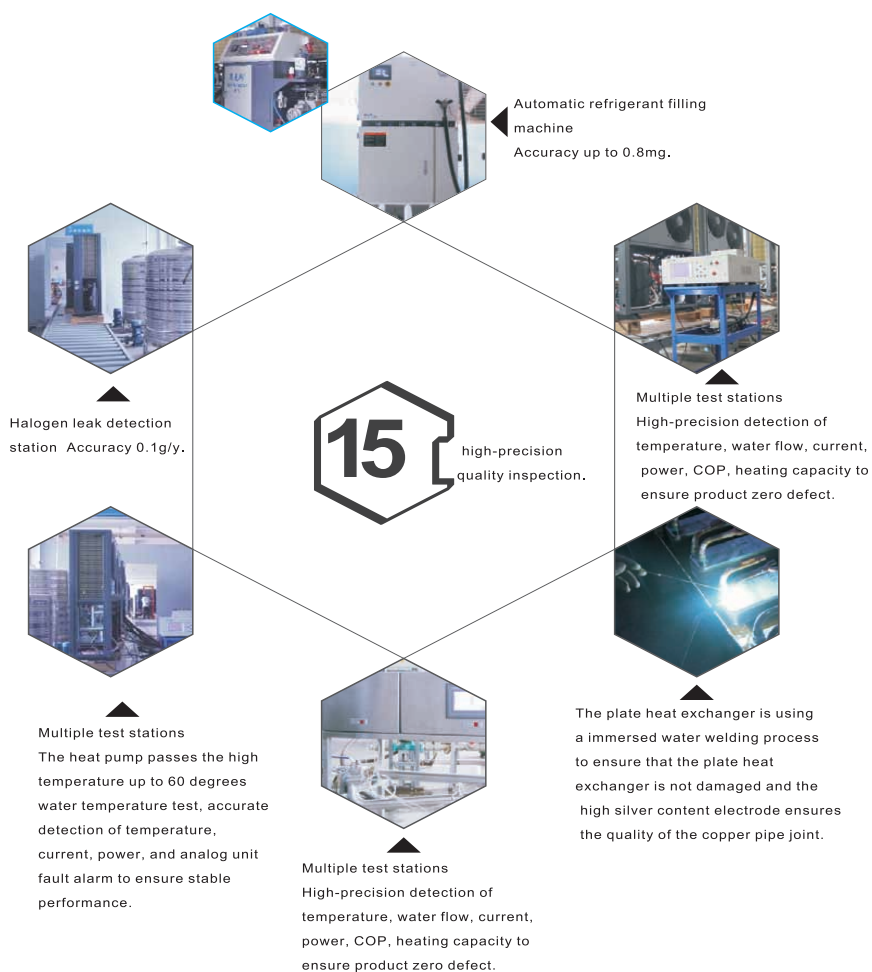 Automatic refrigerant filling
machine
Accuracy up to 0.8mg.
Halogen leak detection
station Accuracy 0.1g/y.
15
high-precision
quality inspection.
Multiple test stations
High-precision detection of
temperature, water flow, current,
power, COP, heating capacity to
ensure product zero defect.
Multiple test stations
The heat pump passes the high
temperature up to 60 degrees
water temperature test, accurate
detection of temperature,
current, power, and analog unit
fault alarm to ensure stable
performance.
Multiple test stations
High-precision detection of
temperature, water flow, current,
power, COP, heating capacity to
ensure product zero defect.
The plate heat exchanger is using
a immersed water welding process
to ensure that the plate heat
exchanger is not damaged and the
high silver content electrode ensures
the quality of the copper pipe joint.